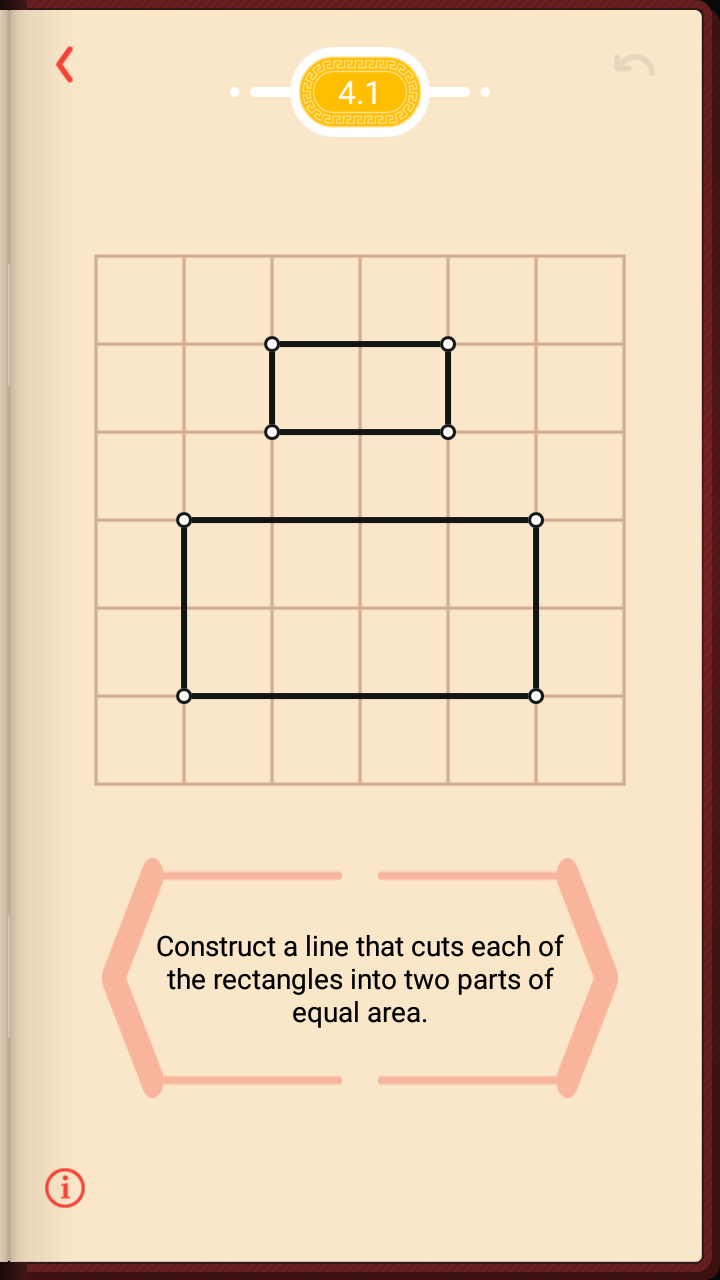 4.1
Construct a line that cuts each of
the rectangles into two parts of
equal area.
i